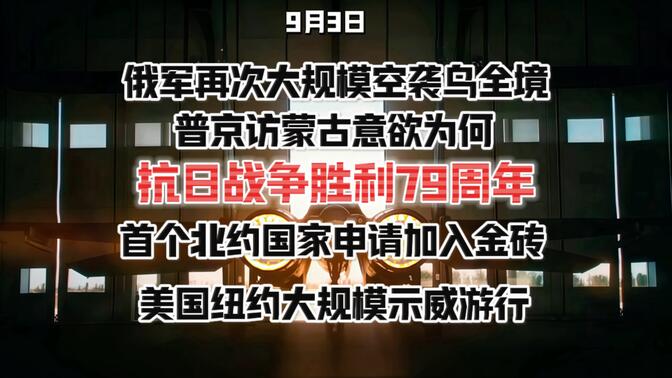 9月3日
俄军再次大规模空袭鸟全境
普京访蒙古意欲为何
抗日战争胜利79周年
首个北约国家申请加入金砖
美国纽约大规模示威游行